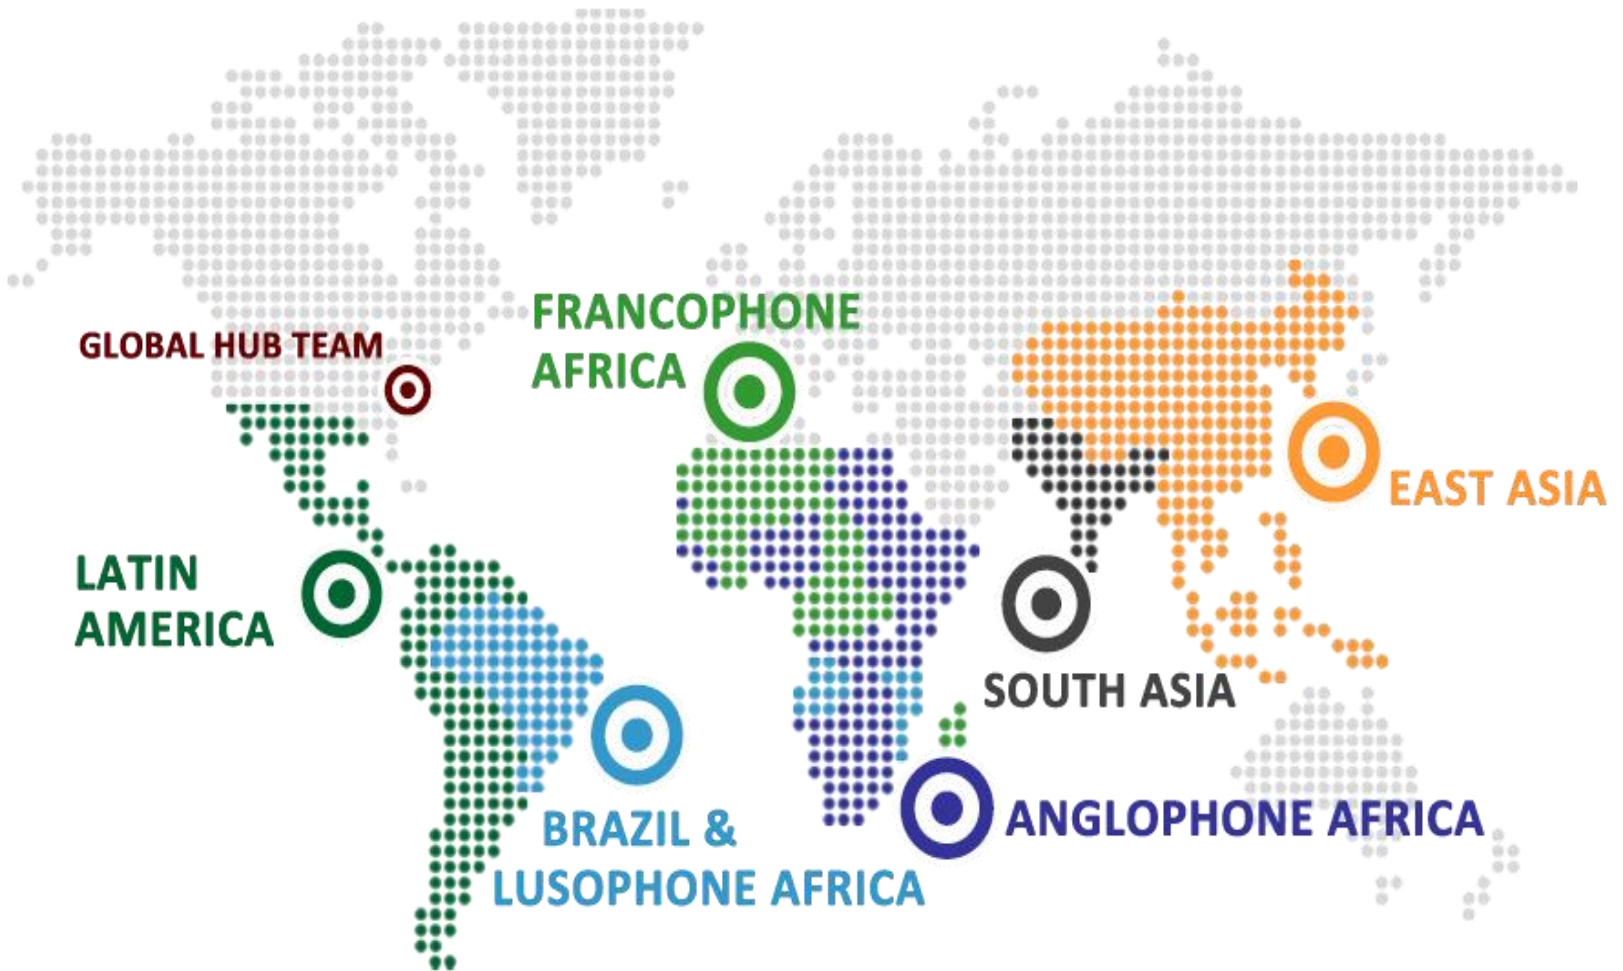 FRANCOPHONE
AFRICA
GLOBAL HUB TEAM
EAST ASIA
LATIN
AMERICA
SOUTH ASIA
BRAZIL &
LUSOPHONE AFRICA
ANGLOPHONE AFRICA